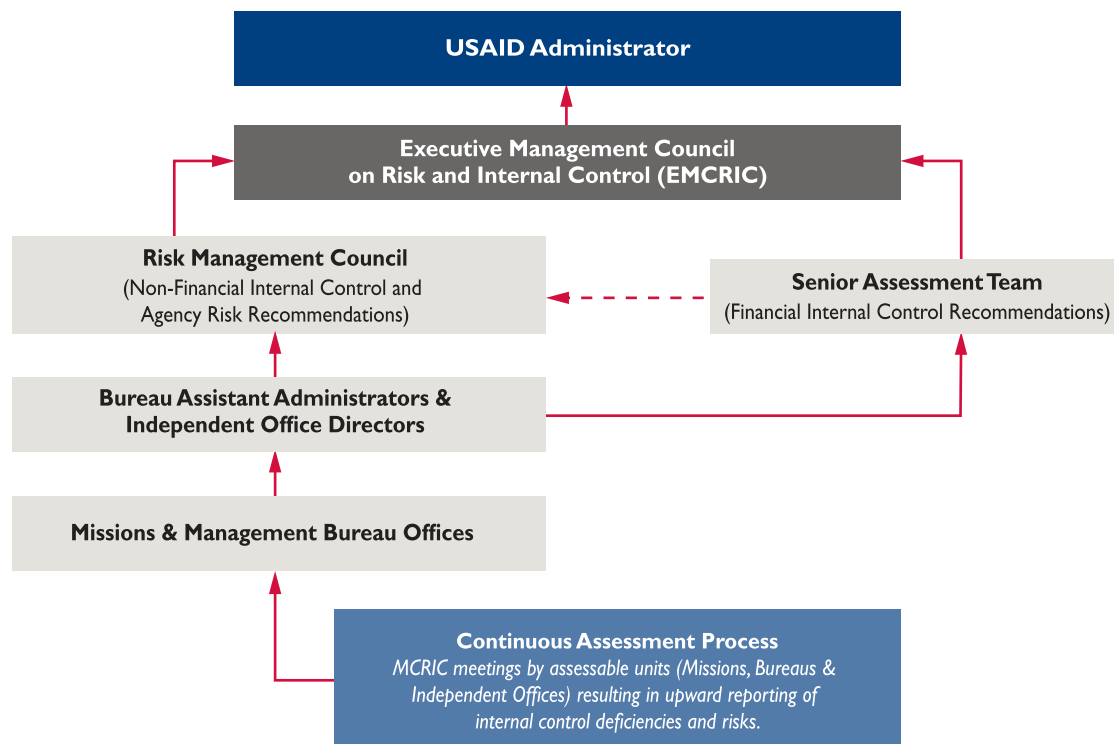 USAID Administrator
Executive Management Council
on Risk and Internal Control (EMCRIC)
Risk Management Council
(Non-Financial Internal Control and
Agency Risk Recommendations)
Senior Assessment Team
(Financial Internal Control Recommendations)
Bureau Assistant Administrators &
Independent Office Directors
Missions & Management Bureau Offices
Continuous Assessment Process
MCRIC meetings by assessable units (Missions, Bureaus &
Independent Offices) resulting in upward reporting of
internal control deficiencies and risks.